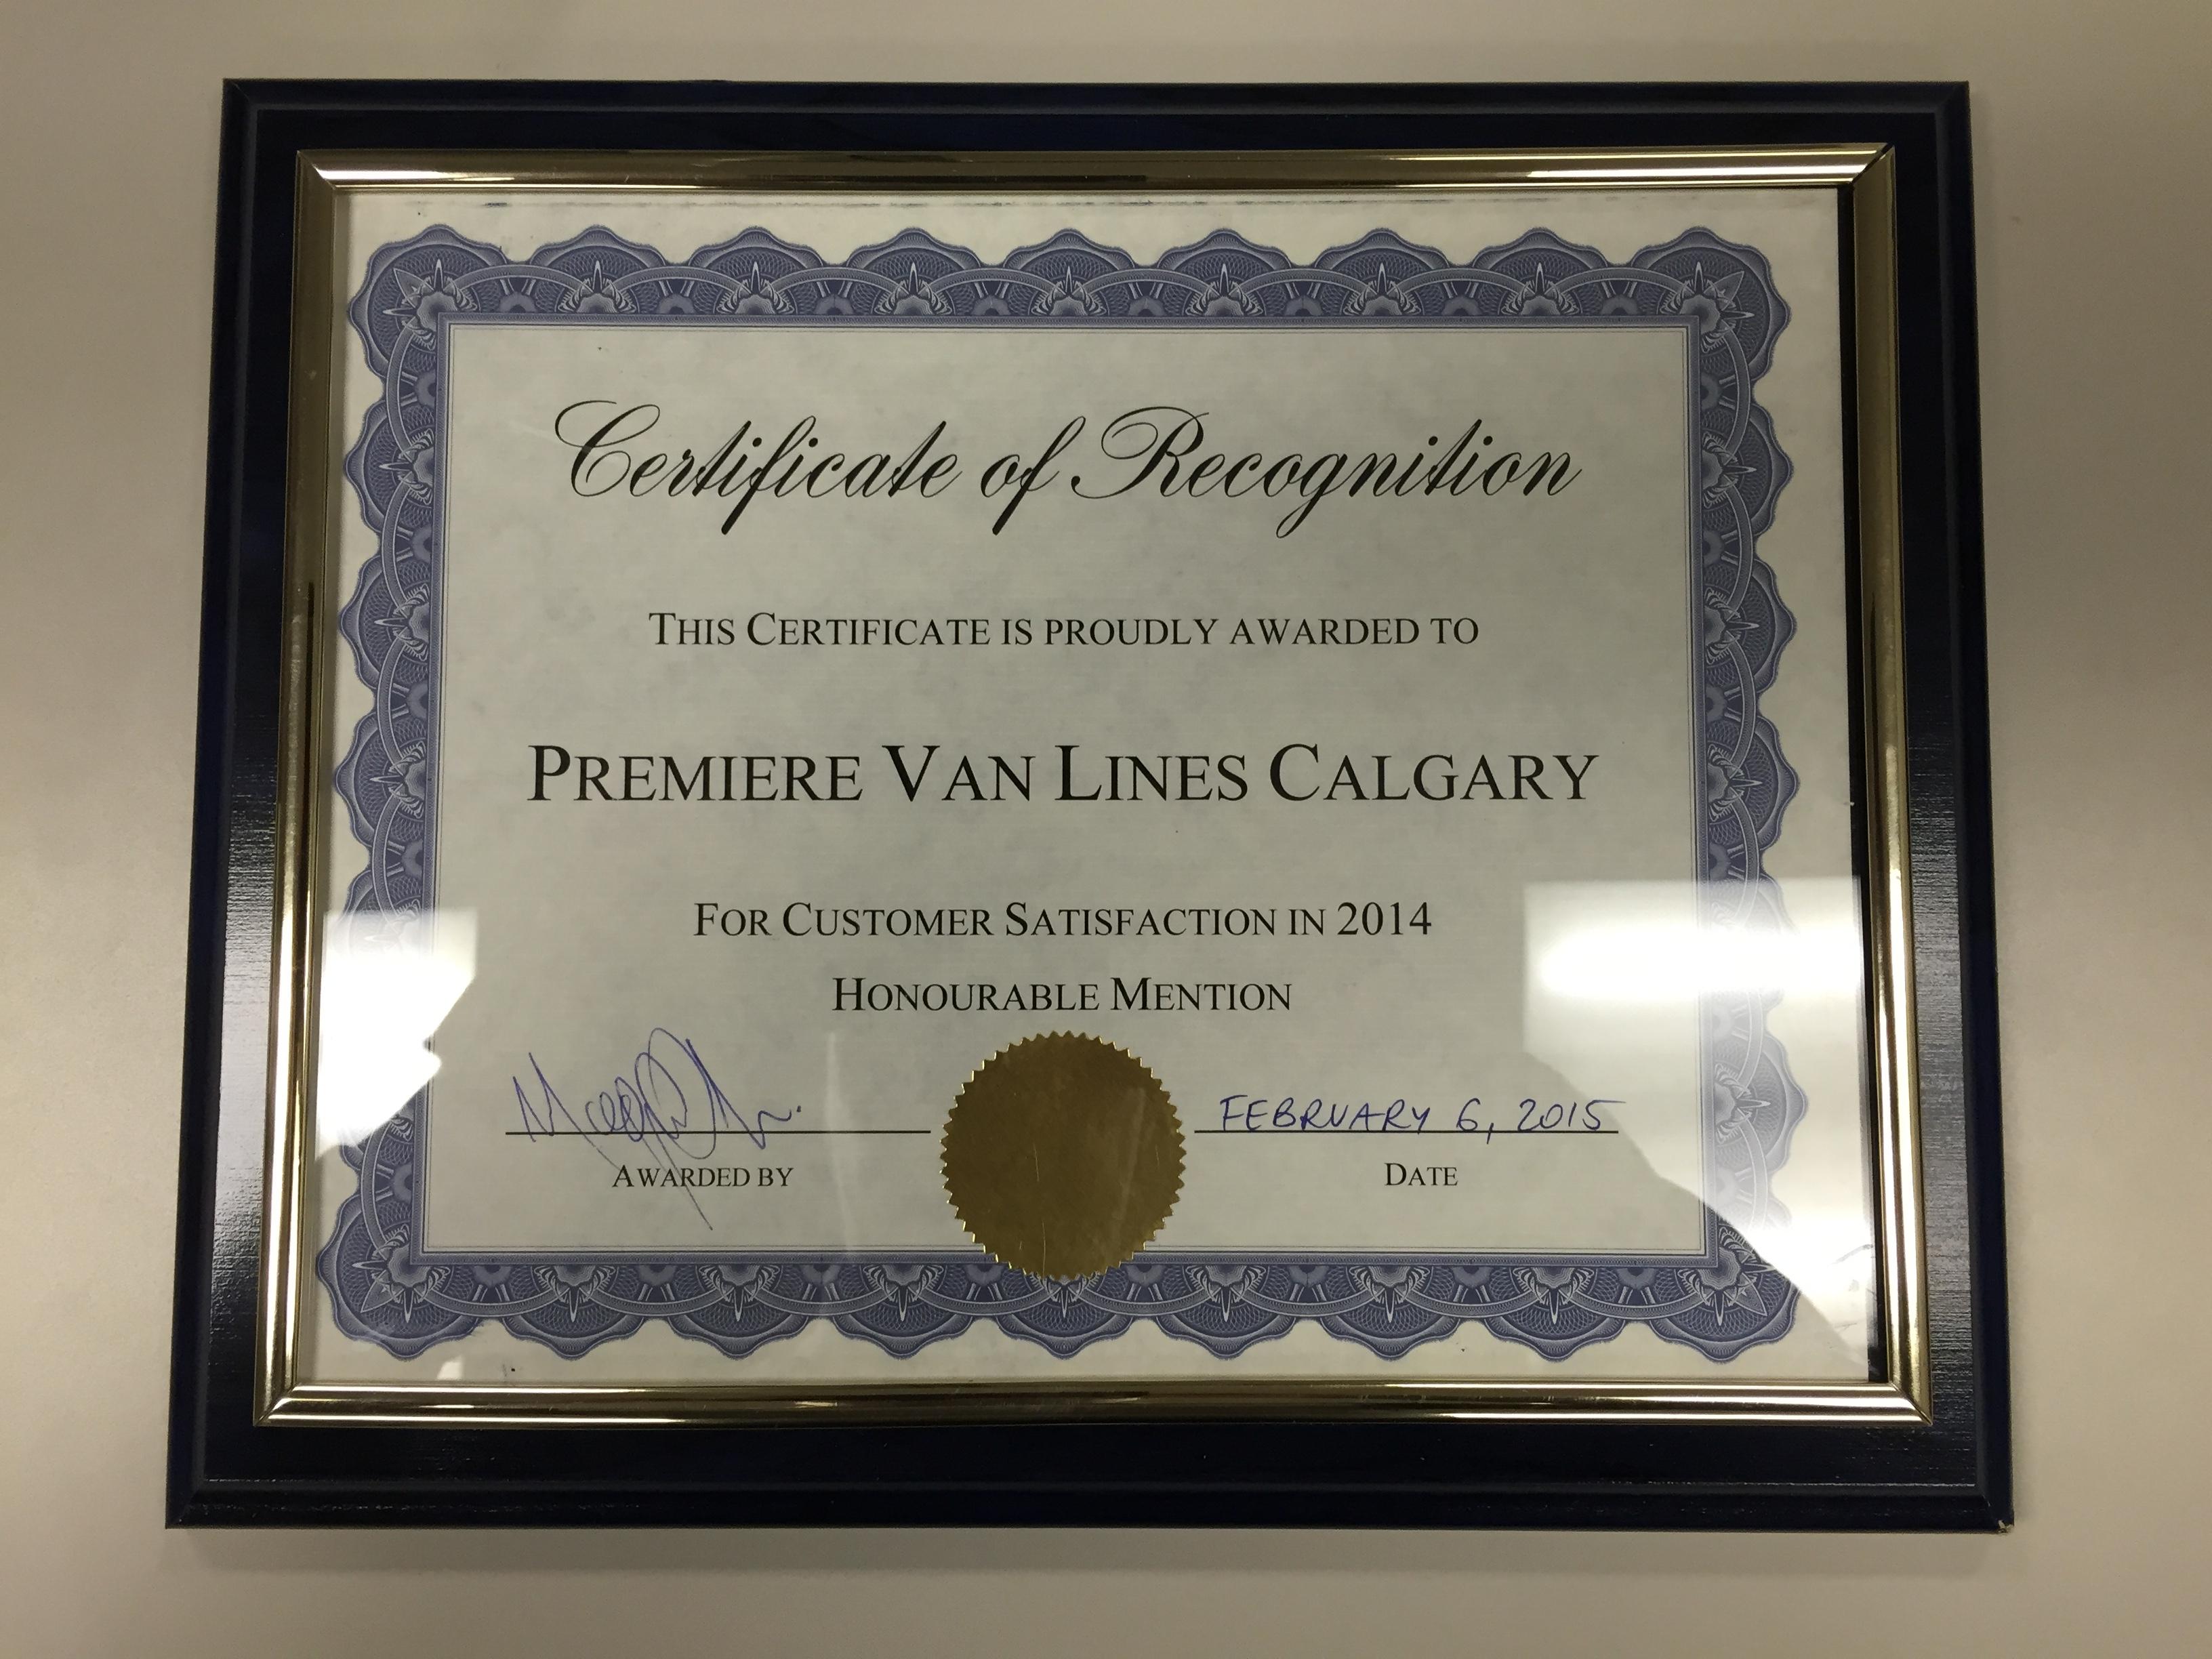 Certificate of Recognition
THIS CERTIFICATE IS PROUDLY AWARDED TO
PREMIERE VAN LINES CALGARY
FOR CUSTOMER SATISFACTION IN 2014
HONOURABLE MENTION
FEBRUARY 6, 2015
AWARDED BY
DATE